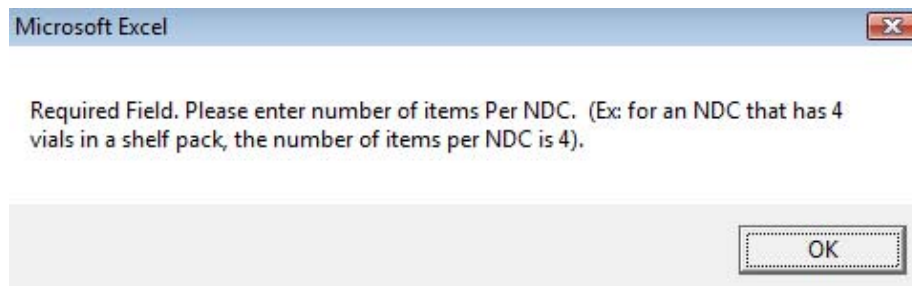 Microsoft Excel
Required Field. Please enter number of items Per NDC. (Ex: for an NDC that has 4
vials in a shelf pack, the number of items per NDC is 4).
OK